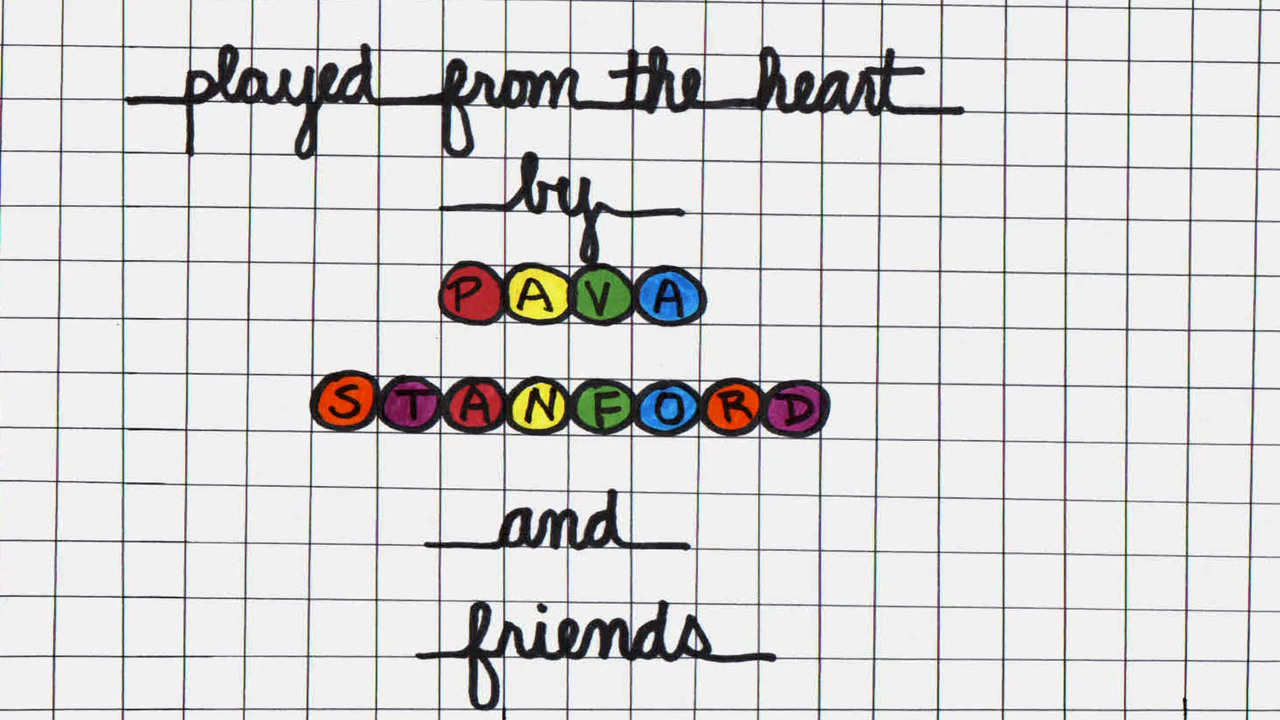 played from the heart
by
PAVA
STANFORD
and
friends